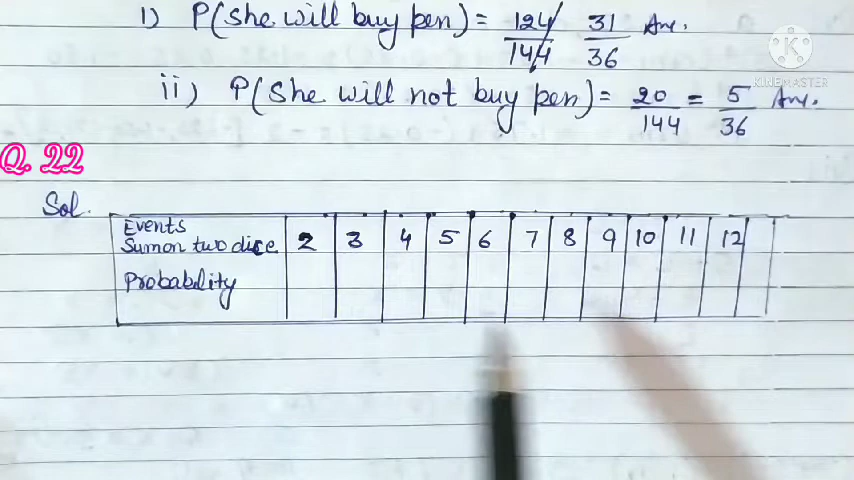 1) P(she will buy pen) = 124/144 31/36 Ans.
KINEMASTER
ii) P(She will not buy pen) = 20/144 = 5/36 Ans.
Q. 22
Sol.
Events
Sum on two dice 2 3 4 5 6 7 8 9 10 11 12
Probability